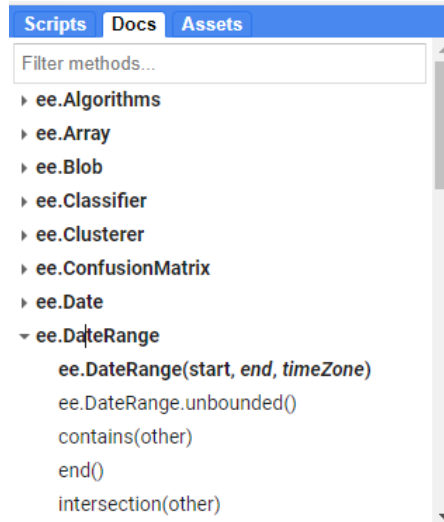 Scripts Docs Assets
Filter methods...
ee.Algorithms
ee.Array
ee.Blob
ee.Classifier
ee.Clusterer
ee.ConfusionMatrix
ee.Date
ee.DateRange
ee.DateRange(start, end, timeZone)
ee.DateRange.unbounded()
contains(other)
end()
intersection(other)